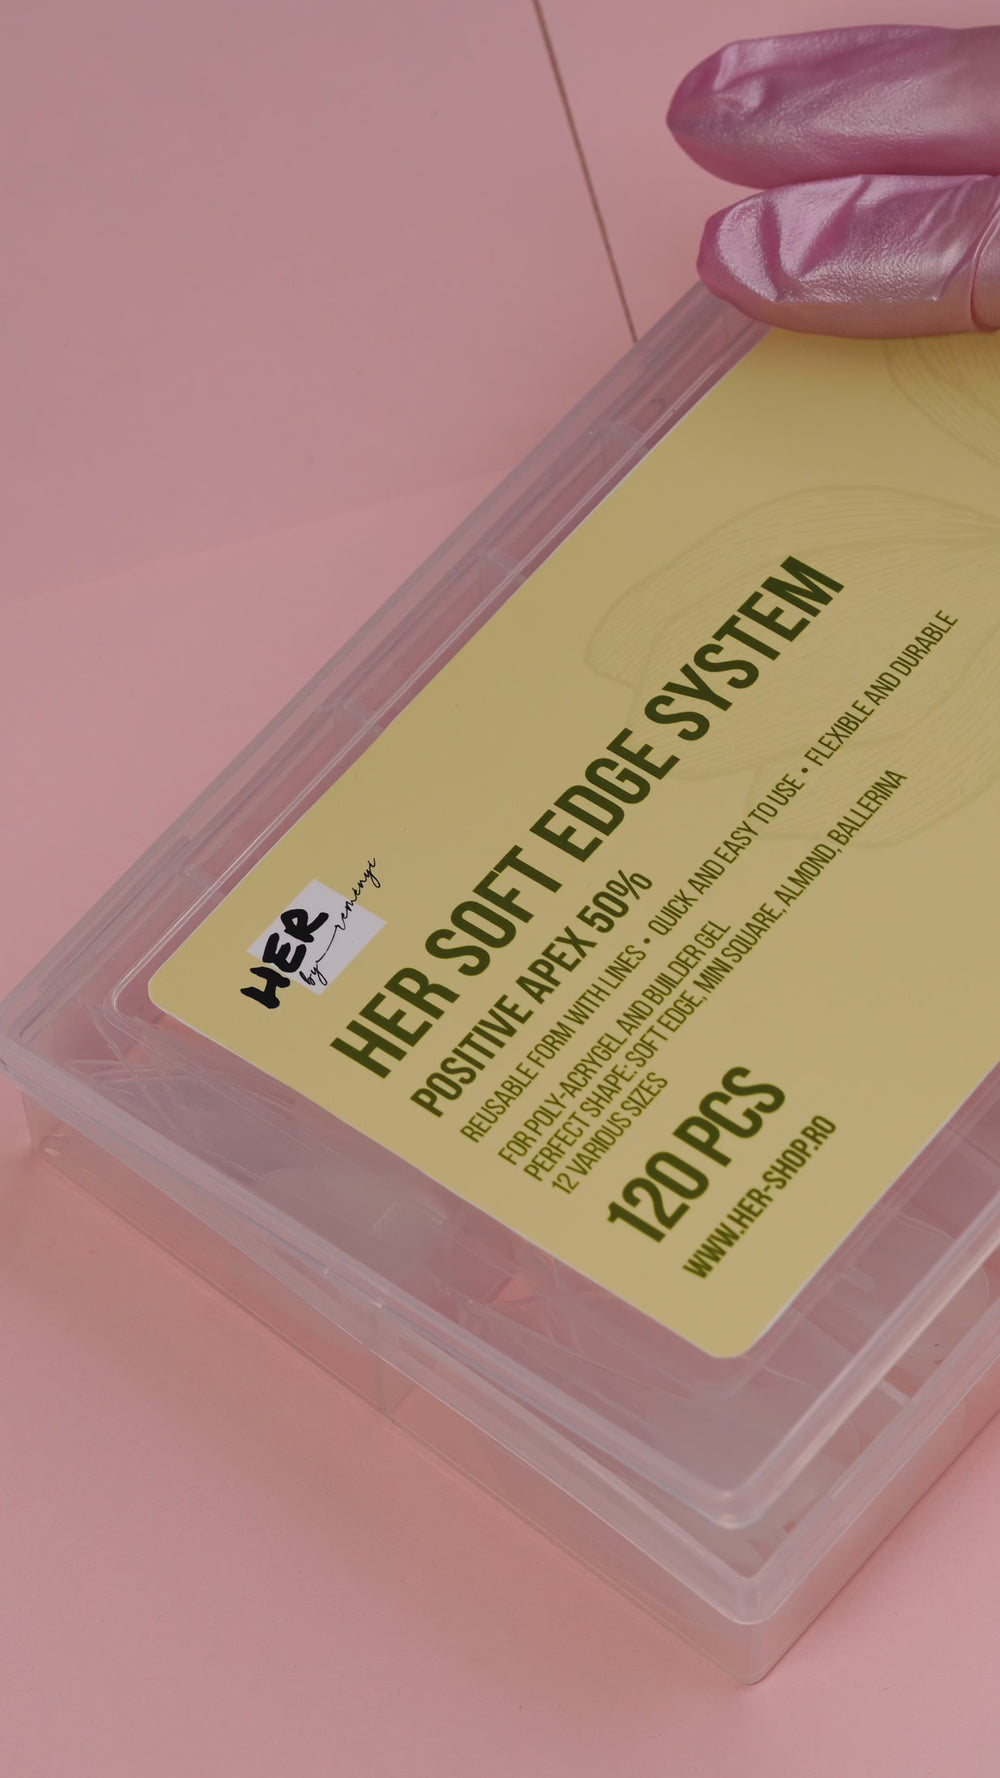 HER
by remenyi
HER SOFT EDGE SYSTEM
POSITIVE APEX 50%
REUSABLE FORM WITH LINES • QUICK AND EASY TO USE • FLEXIBLE AND DURABLE
FOR POLY-ACRYGEL AND BUILDER GEL
PERFECT SHAPE: SOFT EDGE, MINI SQUARE, ALMOND, BALLERINA
12 VARIOUS SIZES
120 PCS
WWW.HER-SHOP.RO